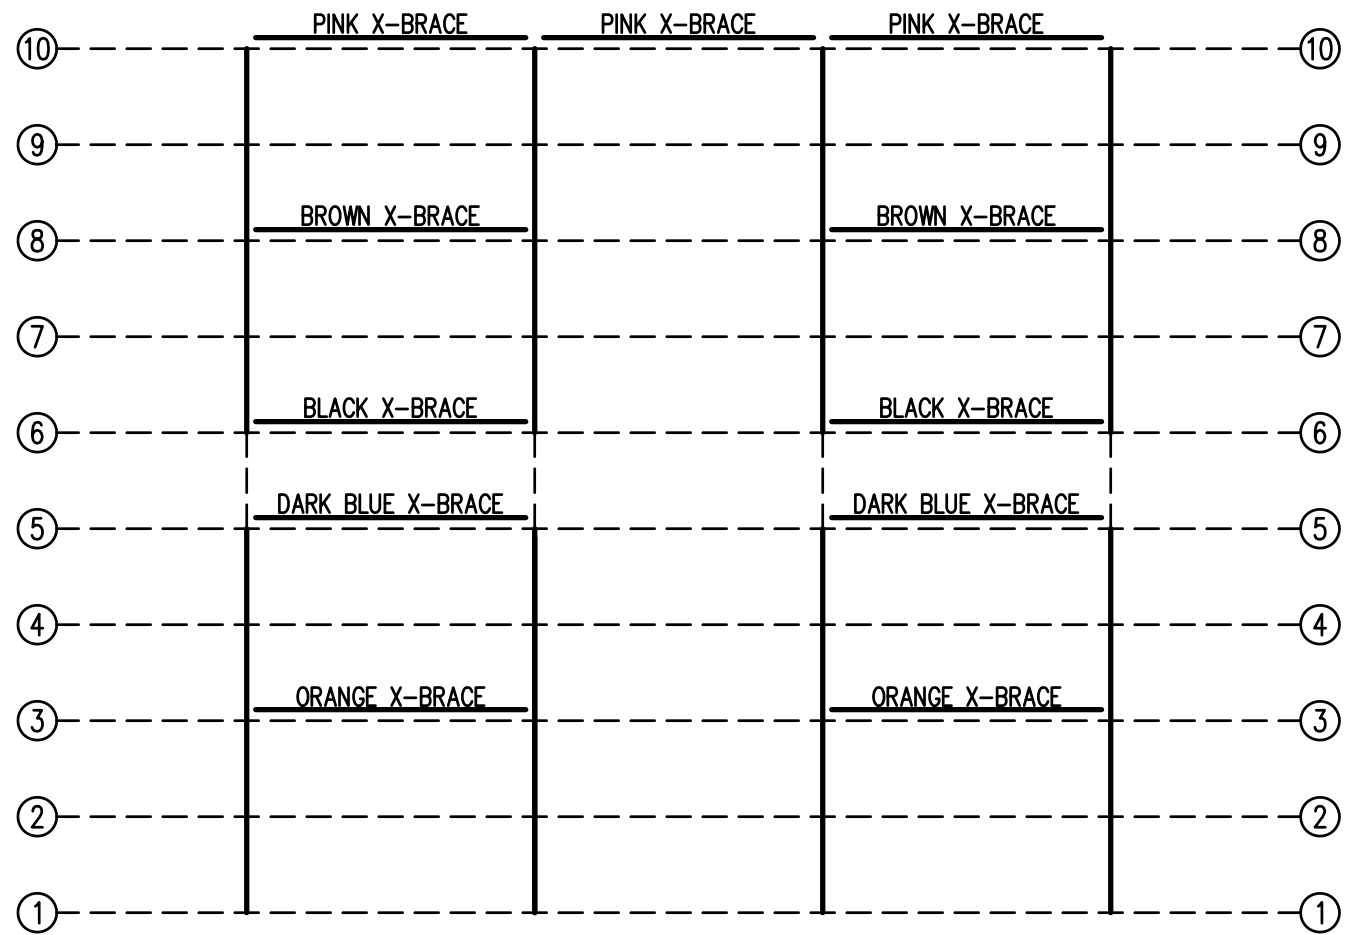 PINK X-BRACE PINK X-BRACE PINK X-BRACE
10 10
9 9
BROWN X-BRACE BROWN X-BRACE
8 8
7 7
BLACK X-BRACE BLACK X-BRACE
6 6
DARK BLUE X-BRACE DARK BLUE X-BRACE
5 5
4 4
ORANGE X-BRACE ORANGE X-BRACE
3 3
2 2
1 1